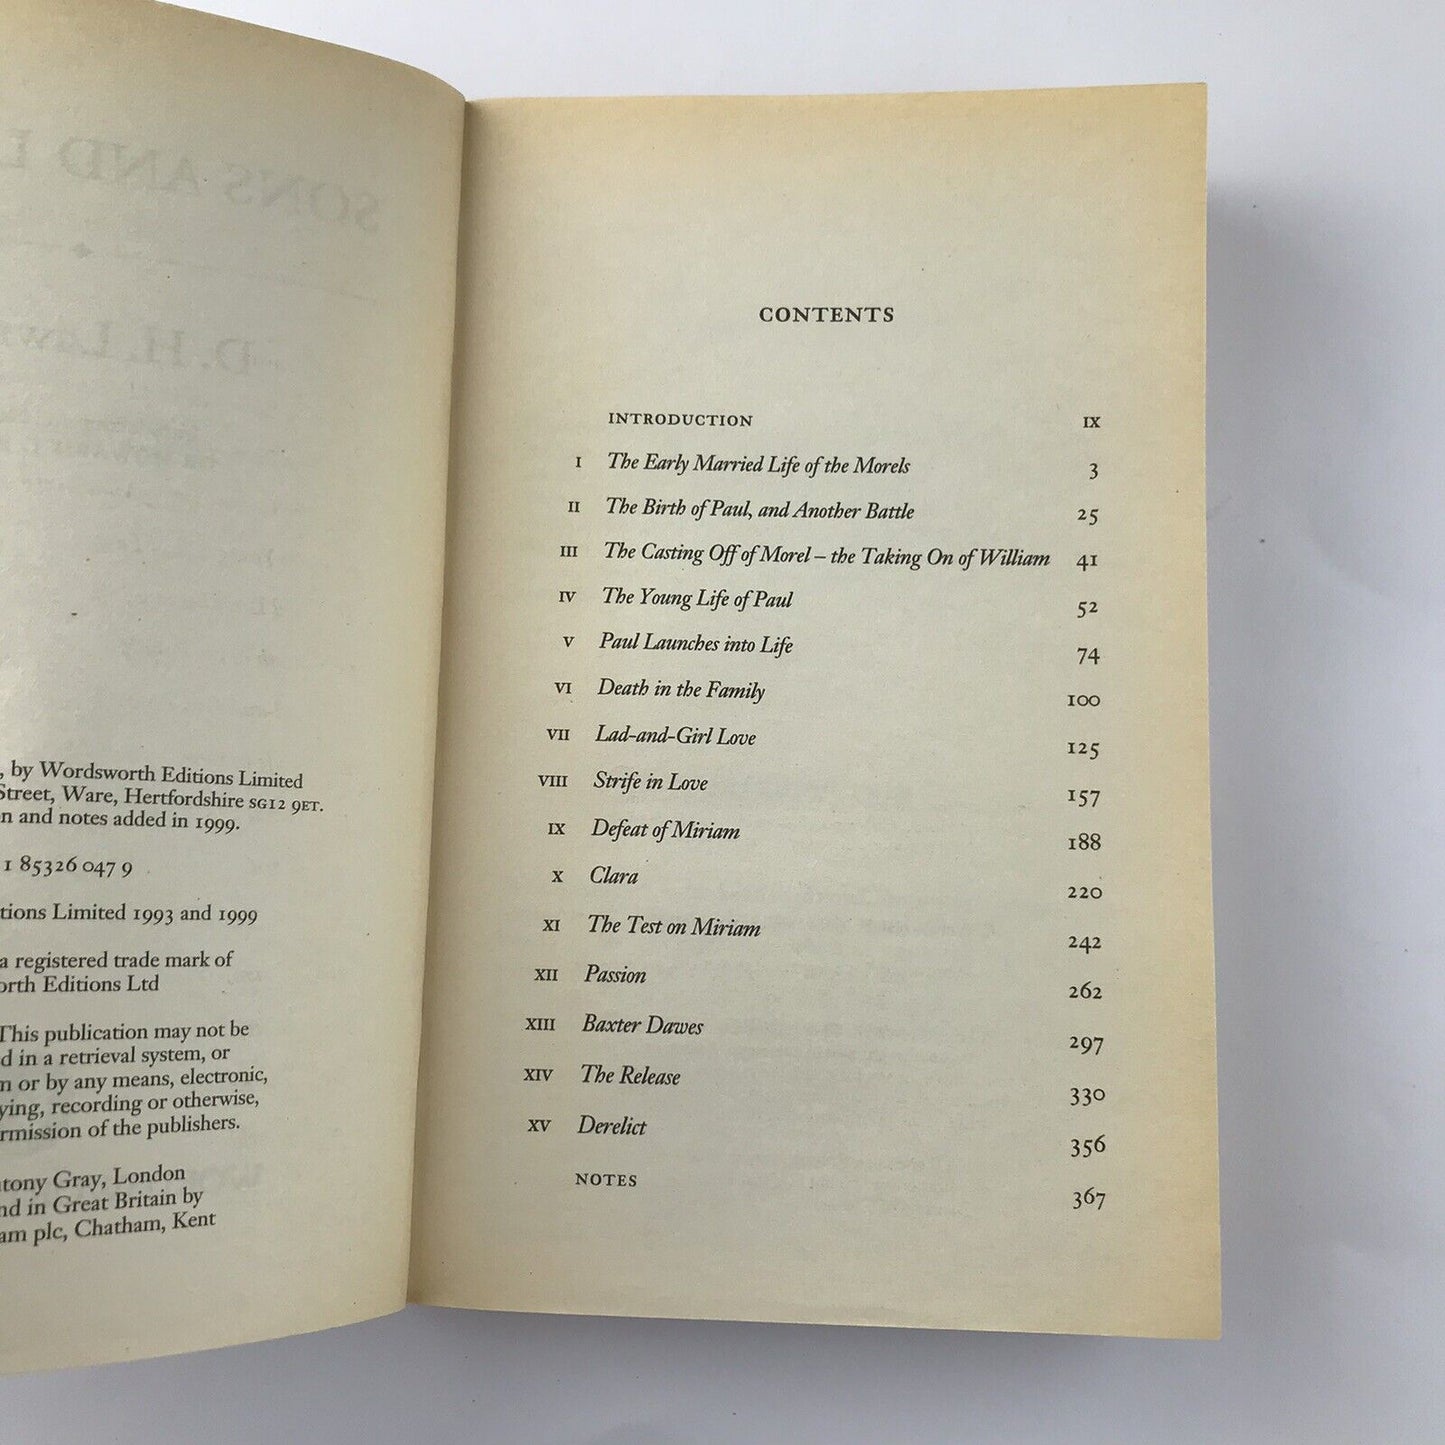 , by Wordsworth Editions Limited
Street, Ware, Hertfordshire SG12 9ET.
and notes added in 1999.
1 85326 047 9
Limited 1993 and 1999
a registered trade mark of
Editions Ltd
This publication may not be
in a retrieval system, or
or by any means, electronic,
recording or otherwise,
of the publishers.
Gray, London
in Great Britain by
plc, Chatham, Kent
CONTENTS
INTRODUCTION IX
I The Early Married Life of the Morels 3
II The Birth of Paul, and Another Battle 25
III The Casting Off of Morel – the Taking On of William 41
IV The Young Life of Paul 52
V Paul Launches into Life 74
VI Death in the Family 100
VII Lad-and-Girl Love 125
VIII Strife in Love 157
IX Defeat of Miriam 188
X Clara 220
XI The Test on Miriam 242
XII Passion 262
XIII Baxter Dawes 297
XIV The Release 330
XV Derelict 356
NOTES 367